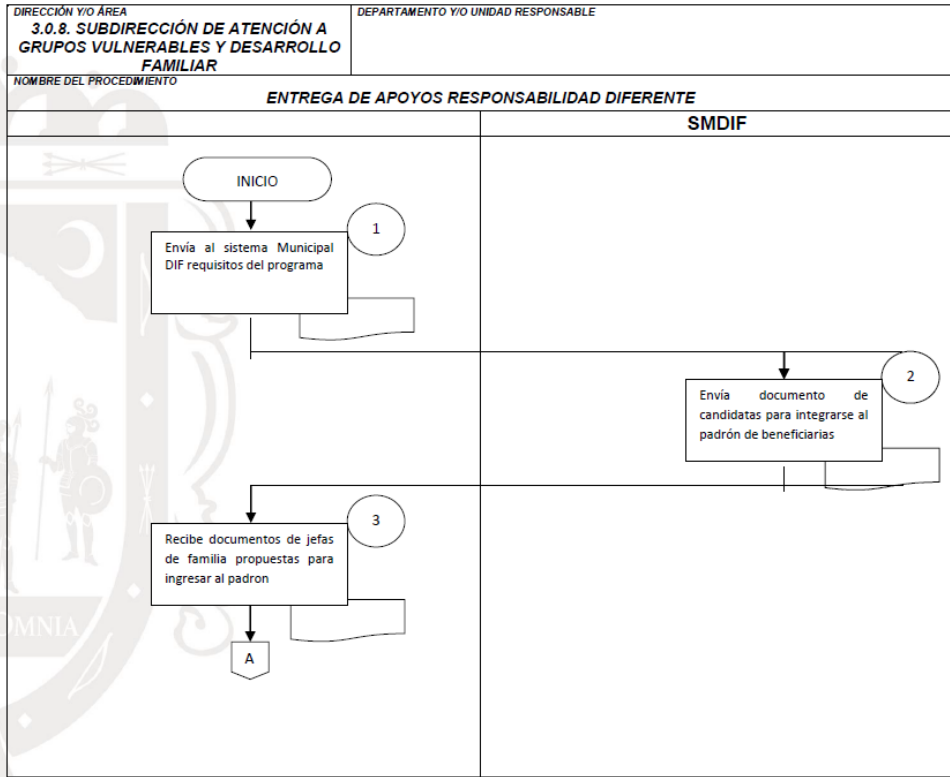 DIRECCIÓN Y/O ÁREA
3.0.8. SUBDIRECCIÓN DE ATENCIÓN A
GRUPOS VULNERABLES Y DESARROLLO
FAMILIAR
DEPARTAMENTO Y/O UNIDAD RESPONSABLE
NOMBRE DEL PROCEDIMIENTO
ENTREGA DE APOYOS RESPONSABILIDAD DIFERENTE
SMDIF
INICIO
1
Envía al sistema Municipal
DIF requisitos del programa
2
Envía documento de
candidatas para integrarse al
padrón de beneficiarias
3
Recibe documentos de jefas
de familia propuestas para
ingresar al padron
A
OMNIA